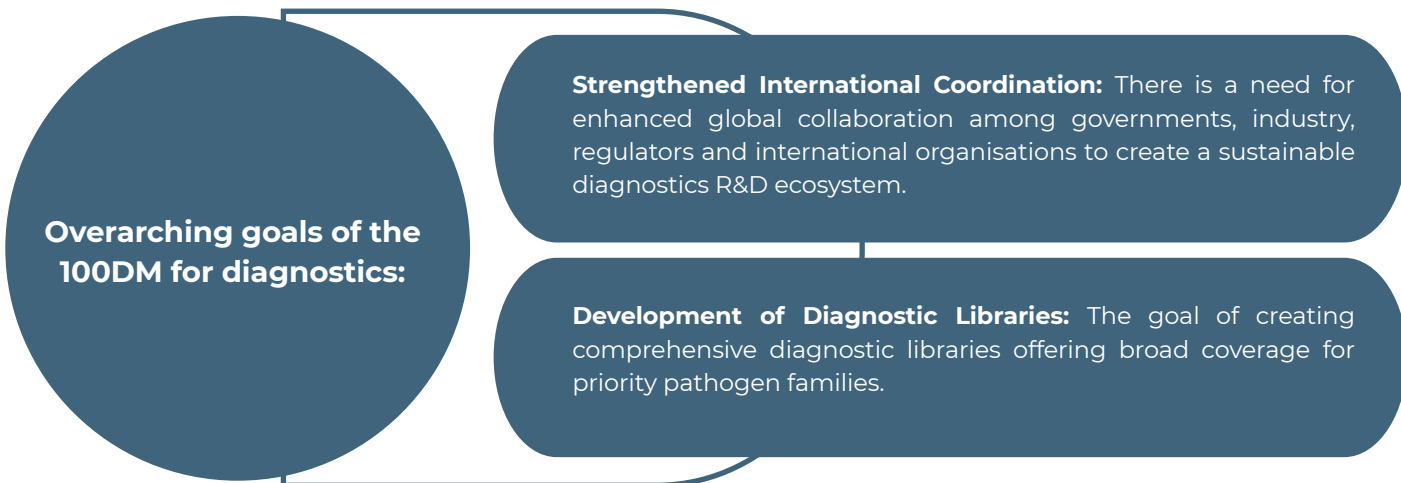 Overarching goals of the
100DM for diagnostics:
Strengthened International Coordination: There is a need for
enhanced global collaboration among governments, industry,
regulators and international organisations to create a sustainable
diagnostics R&D ecosystem.
Development of Diagnostic Libraries: The goal of creating
comprehensive diagnostic libraries offering broad coverage for
priority pathogen families.